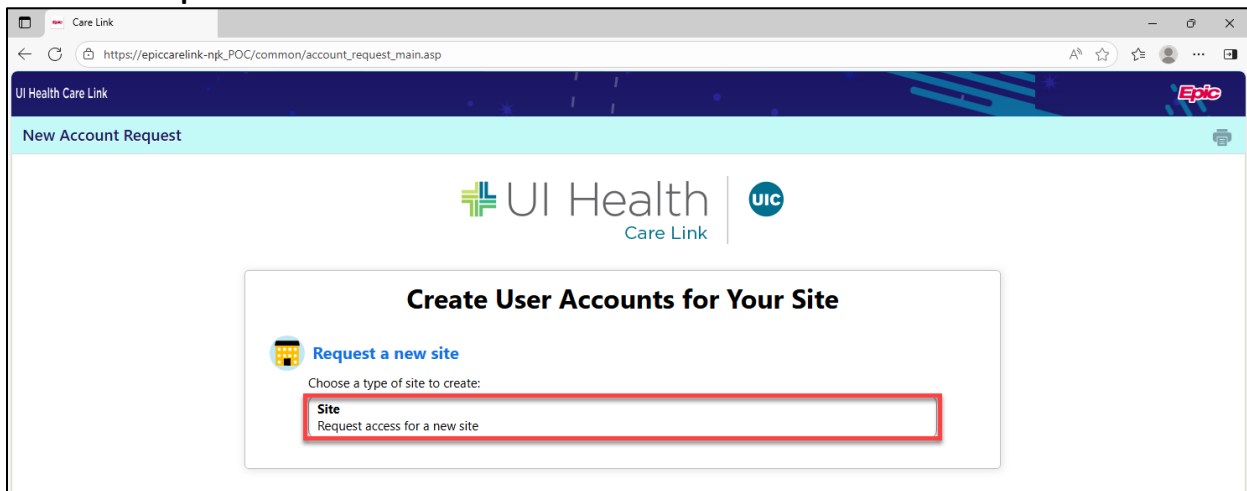 Care Link
https://epiccarelink-npk_POC/common/account_request_main.asp
UI Health Care Link
Epic
New Account Request
UI Health
UIC
Care Link
Create User Accounts for Your Site
Request a new site
Choose a type of site to create:
Site
Request access for a new site